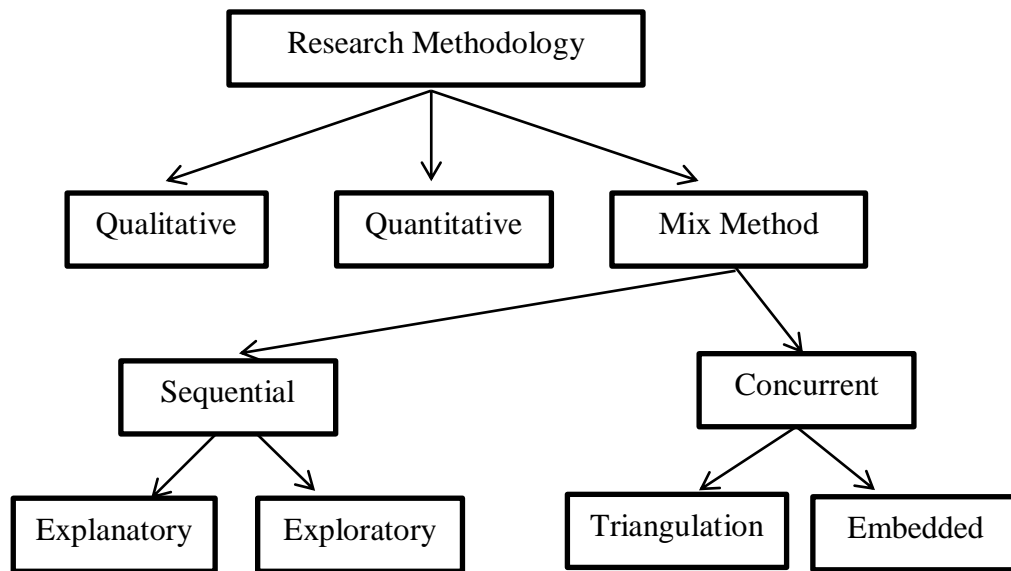 Research Methodology
Qualitative
Quantitative
Mix Method
Sequential
Concurrent
Explanatory
Exploratory
Triangulation
Embedded